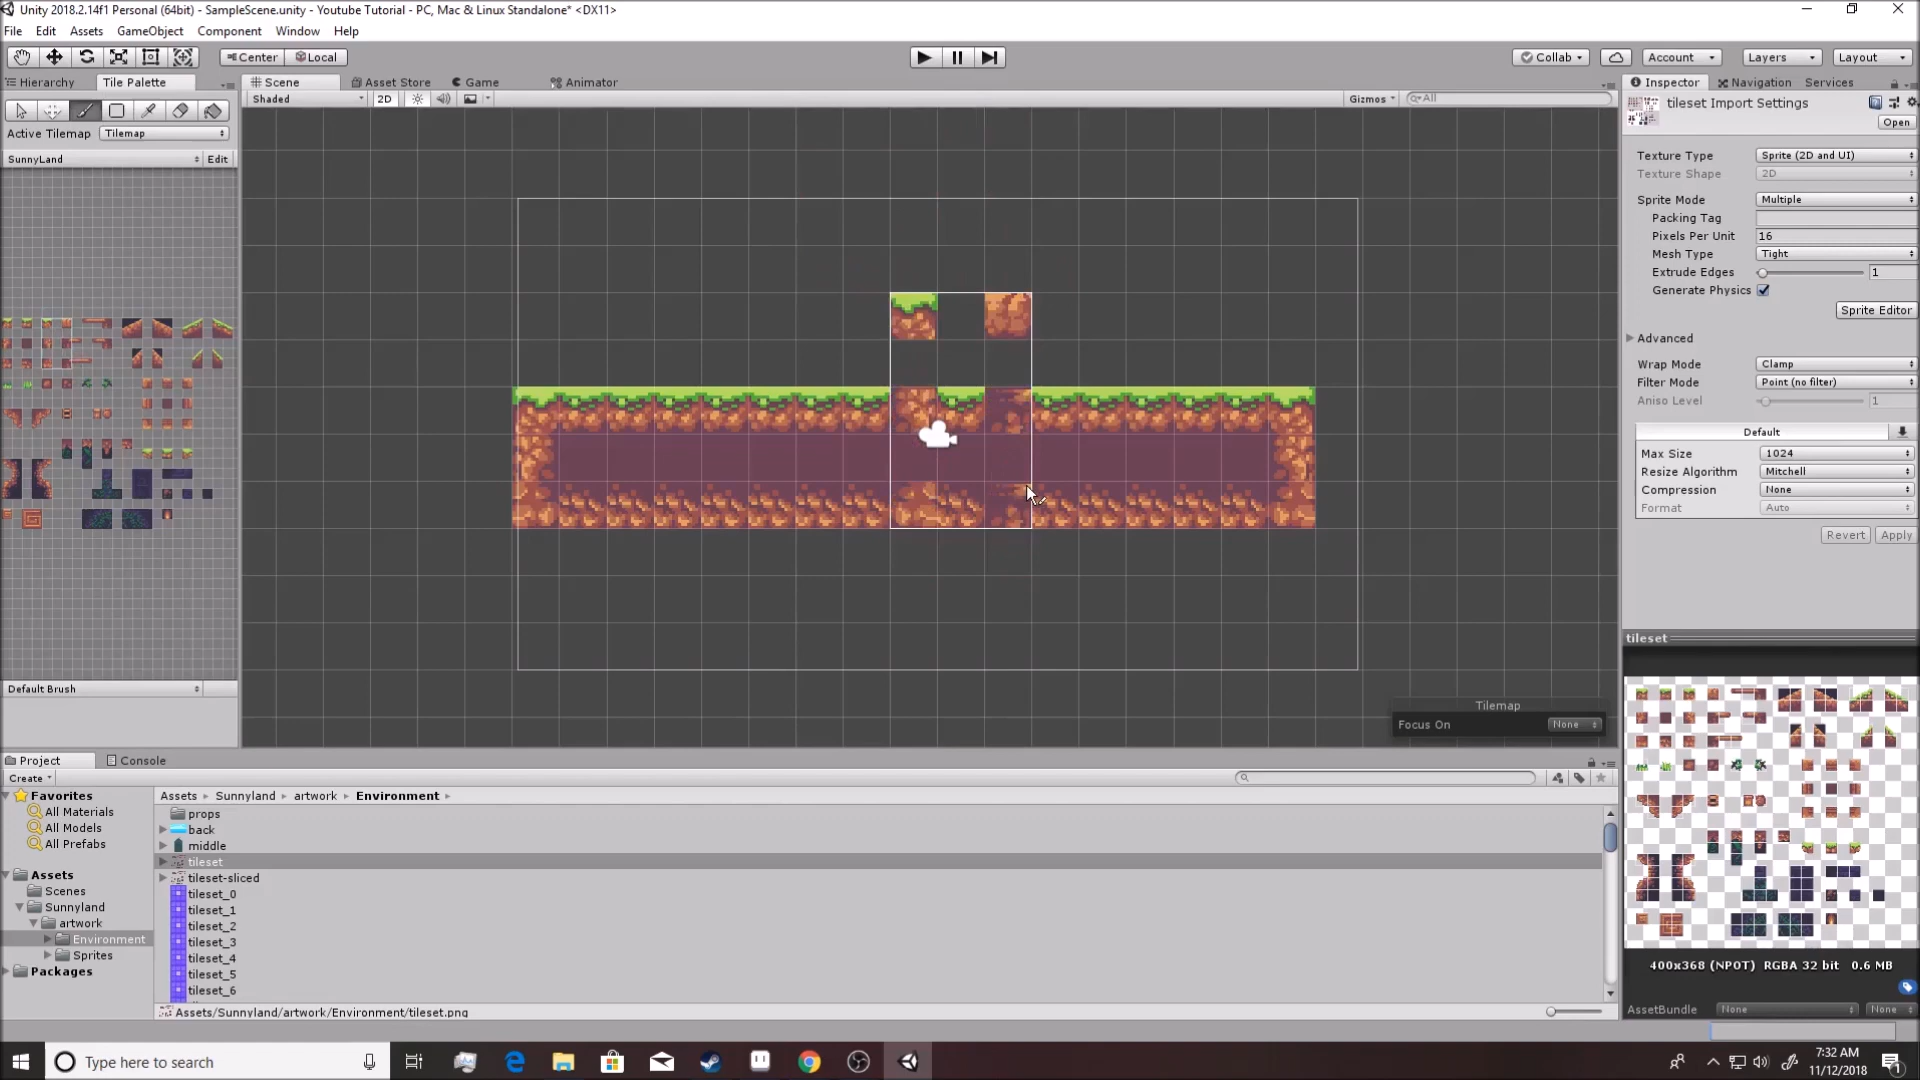 Unity 2018.2.14f1 Personal (64bit) - SampleScene.unity - Youtube Tutorial - PC, Mac & Linux Standalone* <DX11>
File Edit Assets GameObject Component Window Help
Center Local
Collab Account Layers Layout
Hierarchy Tile Palette
Scene Asset Store Game Animator
Inspector Navigation Services
Shaded 2D Gizmos All
tileset Import Settings
Open
Active Tilemap Tilemap
SunnyLand Edit
Texture Type Sprite (2D and UI)
Texture Shape 2D
Sprite Mode Multiple
Packing Tag
Pixels Per Unit 16
Mesh Type Tight
Extrude Edges 1
Generate Physics
Sprite Editor
Advanced
Wrap Mode Clamp
Filter Mode Point (no filter)
Aniso Level 1
Default
Max Size 1024
Resize Algorithm Mitchell
Compression None
Format Auto
Revert Apply
tileset
Default Brush
Tilemap
Focus On None
Project Console
Create
Favorites
All Materials
All Models
All Prefabs
Assets
Scenes
Sunnyland
artwork
Environment
Sprites
Packages
Assets Sunnyland artwork Environment
props
back
middle
tileset
tileset-sliced
tileset_0
tileset_1
tileset_2
tileset_3
tileset_4
tileset_5
tileset_6
Assets/Sunnyland/artwork/Environment/tileset.png
400x368 (NPOT) RGBA 32 bit 0.6 MB
AssetBundle None None
Type here to search
7:32 AM
11/12/2018
1